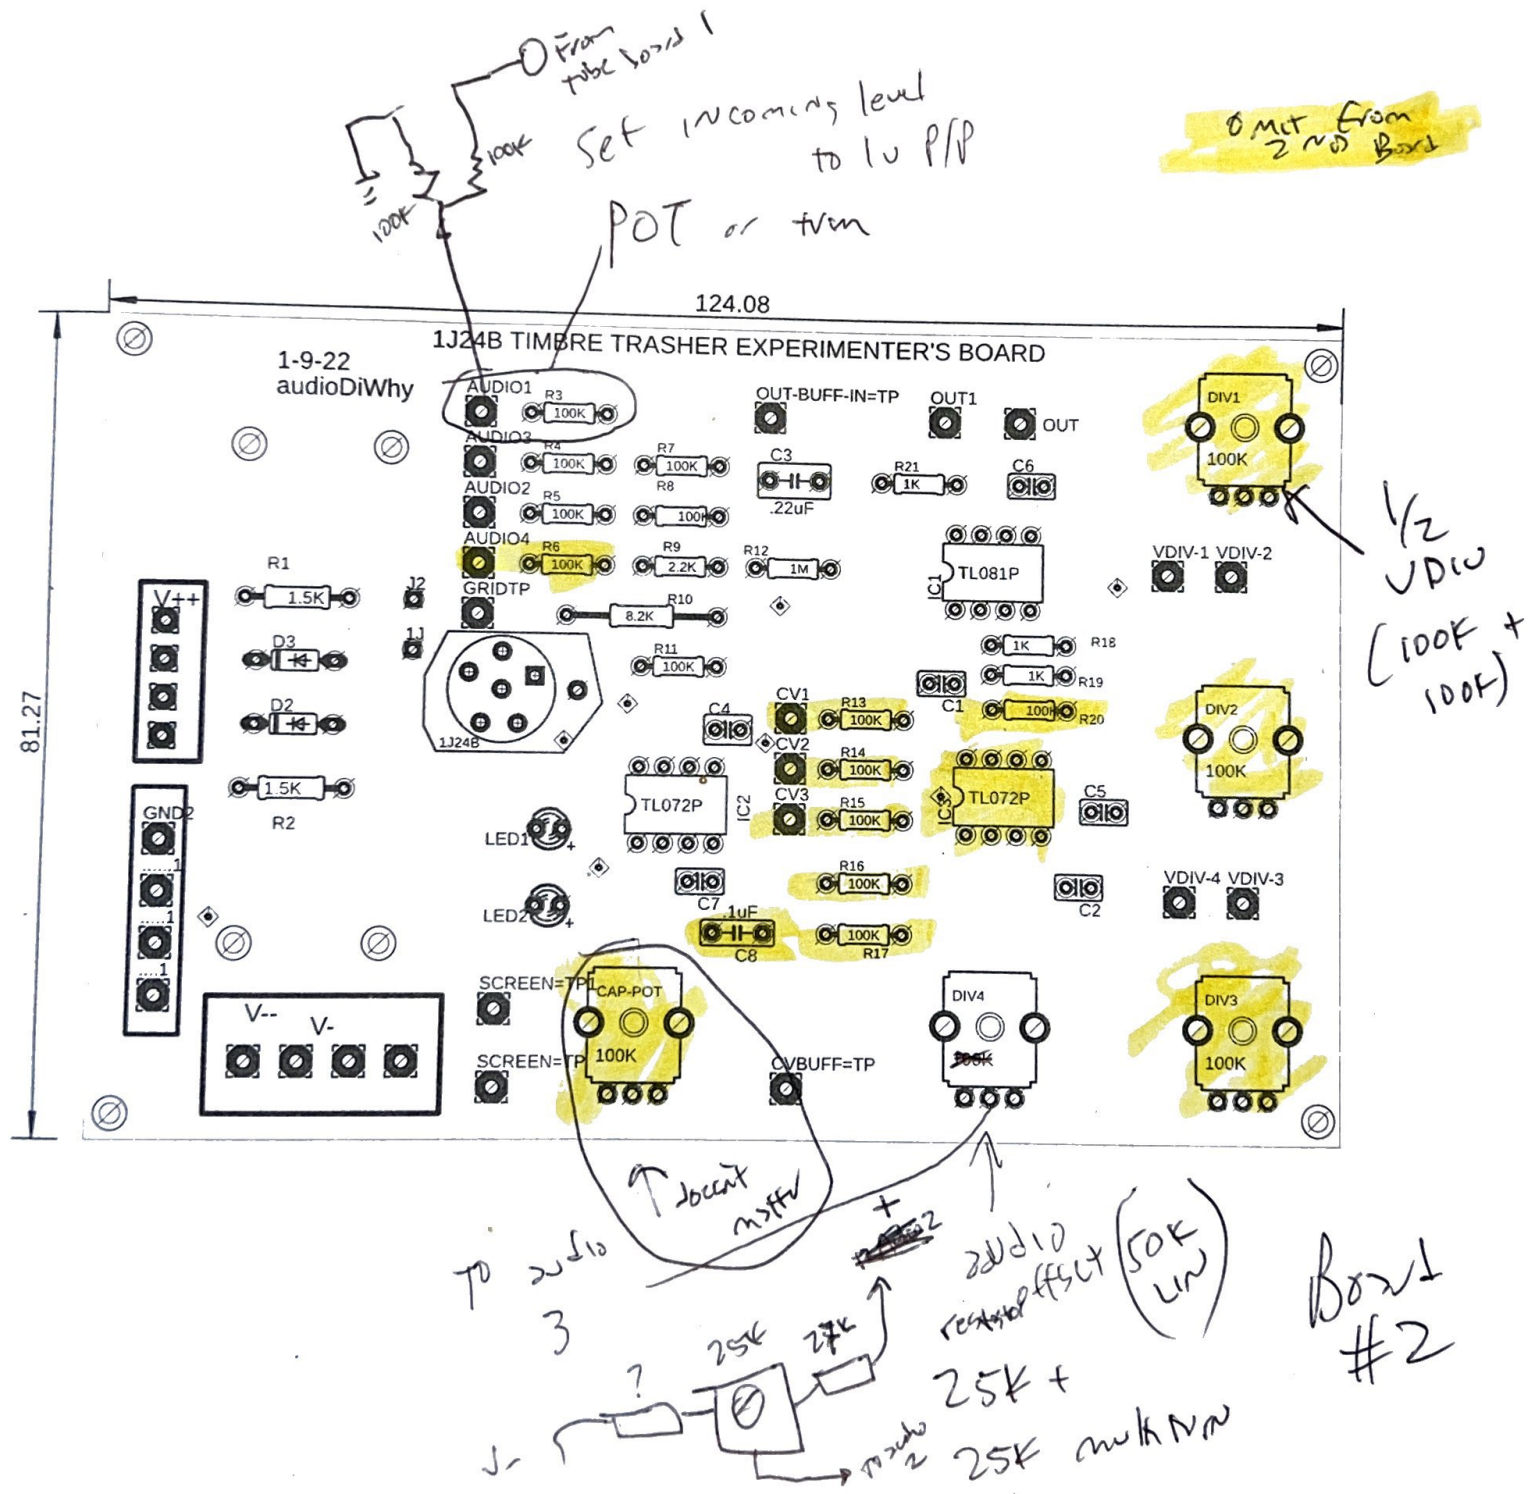 From
tube board 1
100K
100K
Set incoming level
to 1v P/P
POT or trim
omit From
2ND Board
124.08
81.27
1J24B TIMBRE TRASHER EXPERIMENTER'S BOARD
1-9-22
audioDiWhy
AUDIO1
R3
100K
AUDIO3
R4
100K
R7
100K
AUDIO2
R5
100K
R8
100K
AUDIO4
R6
100K
R9
2.2K
R12
1M
GRIDTP
R10
8.2K
R11
100K
OUT-BUFF-IN=TP
OUT1
OUT
C3
.22uF
R21
1K
C6
IC1
TL081P
DIV1
100K
1/2
VDIV
(100K +
100K)
VDIV-1
VDIV-2
R1
1.5K
J2
1J
V++
D3
D2
1.5K
R2
1J24B
1K
R18
1K
R19
100K
R20
C1
C4
CV1
R13
100K
CV2
R14
100K
CV3
R15
100K
TL072P
IC2
TL072P
IC3
C5
DIV2
100K
GND2
.....1
.....1
....1
LED1
+
LED2
+
C7
R16
100K
C2
VDIV-4
VDIV-3
.1uF
C8
100K
R17
V--
V-
SCREEN=TP1
SCREEN=TP
CAP-POT
100K
CVBUFF=TP
DIV4
100K
DIV3
100K
doesn't
matter
To audio
3
+
audio
offset
(50K
LIN)
Board
#2
?
25K
27K
25K +
25K
V-
to audio
2